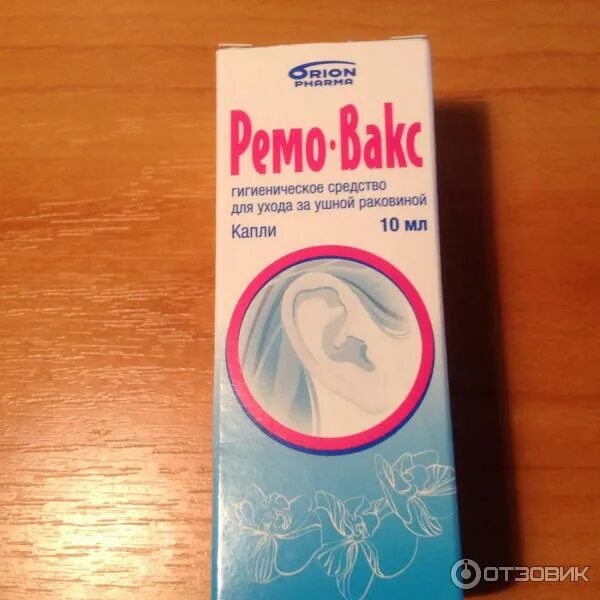 ORION
PHARMA
Ремо·Вакс
гигиеническое средство
для ухода за ушной раковиной
Капли 10 мл
ОТЗОВИК